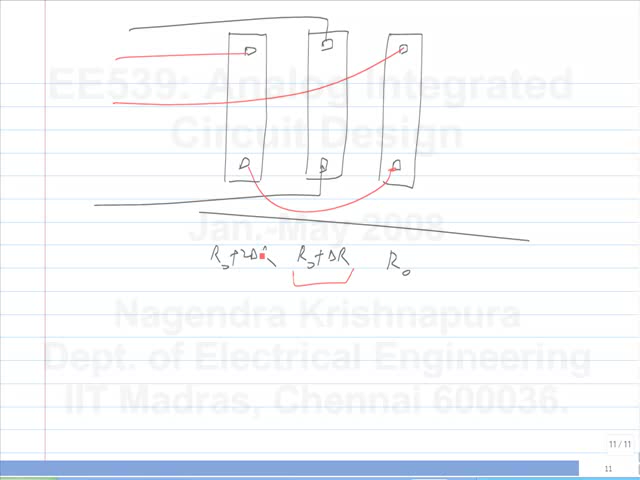 EE539: Analog Integrated
Circuit Design
Jan.-May 2008
R₀+2ΔR R₀+ΔR R₀
Nagendra Krishnapura
Dept. of Electrical Engineering
IIT Madras, Chennai 600036.
11 / 11
11